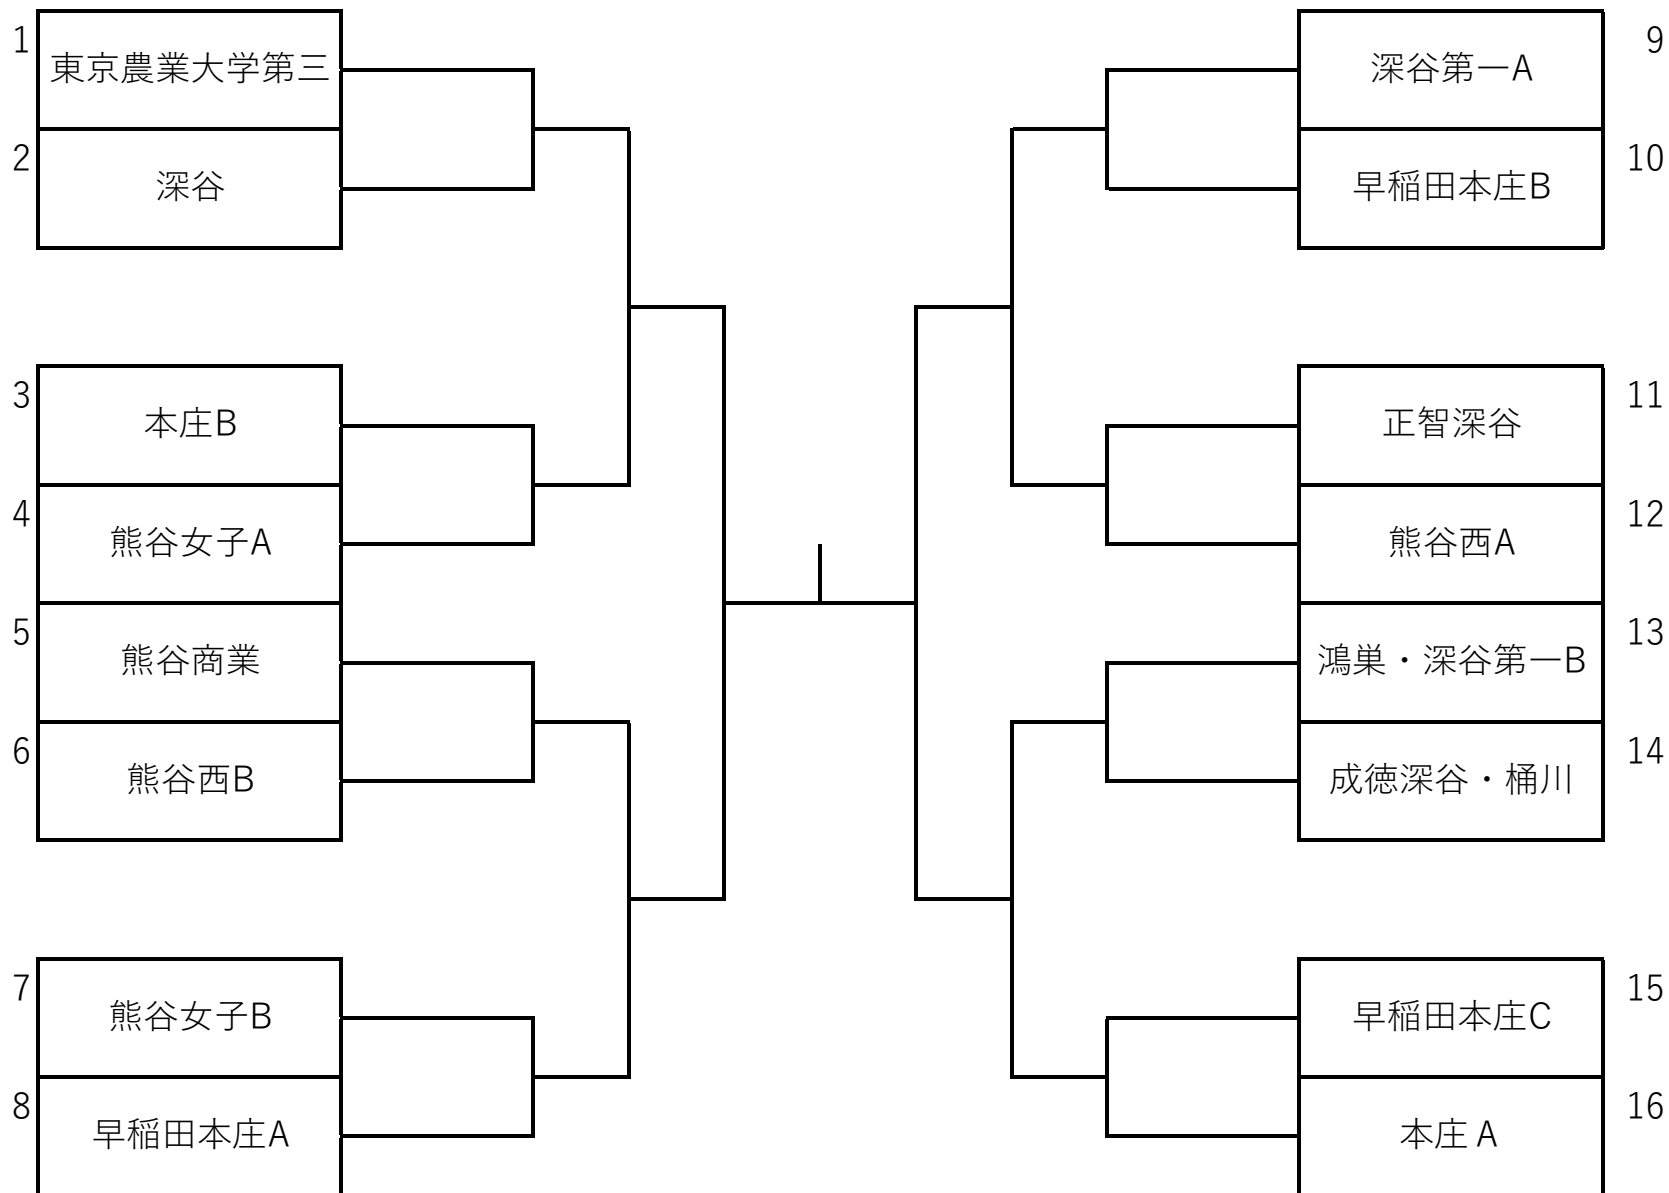 1
東京農業大学第三
2
深谷
3
本庄B
4
熊谷女子A
5
熊谷商業
6
熊谷西B
7
熊谷女子B
8
早稲田本庄A
9
深谷第一A
10
早稲田本庄B
11
正智深谷
12
熊谷西A
13
鴻巣・深谷第一B
14
成徳深谷・桶川
15
早稲田本庄C
16
本庄 A